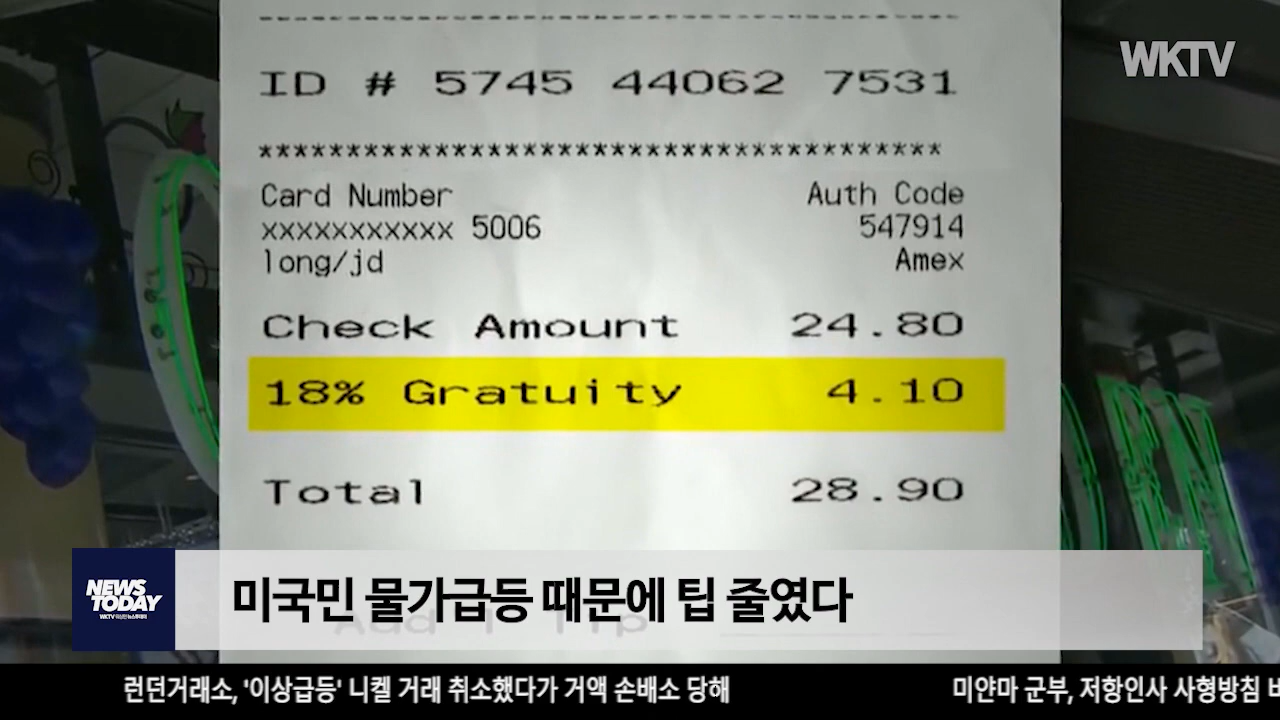 WKTV
ID # 5745 44062 7531
****************************************
Card Number Auth Code
xxxxxxxxxxx 5006 547914
long/jd Amex
Check Amount 24.80
18% Gratuity 4.10
Total 28.90
NEWS
TODAY
미국민 물가급등 때문에 팁 줄였다
런던거래소, '이상급등' 니켈 거래 취소했다가 거액 손배소 당해 미얀마 군부, 저항인사 사형방침